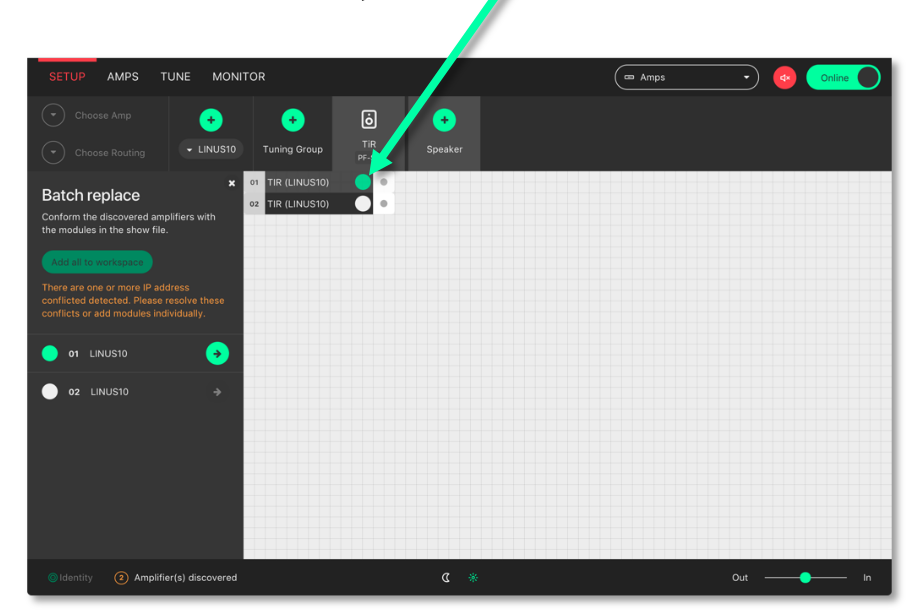 SETUP AMPS TUNE MONITOR Amps Online
Choose Amp
Choose Routing LINUS10 Tuning Group TiR Speaker
Batch replace
Conform the discovered amplifiers with
the modules in the show file.
Add all to workspace
There are one or more IP address
conflicted detected. Please resolve these
conflicts or add modules individually.
01 LINUS10
02 LINUS10
01 TIR (LINUS10)
02 TIR (LINUS10)
Identity 2 Amplifier(s) discovered Out In